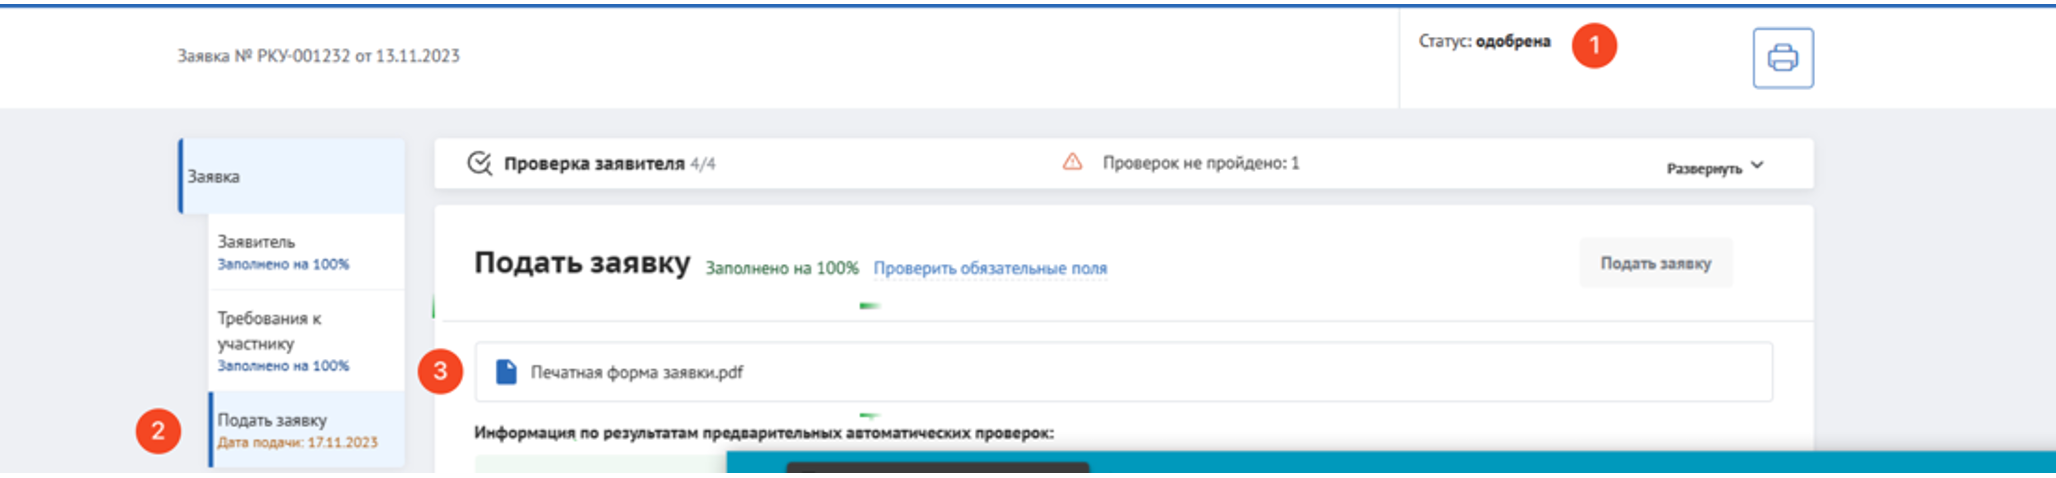 Заявка № РКУ-001232 от 13.11.2023
Статус: одобрена
1
Заявка
Проверка заявителя 4/4
Проверок не пройдено: 1
Развернуть
Заявитель
Заполнено на 100%
Подать заявку
Заполнено на 100%
Проверить обязательные поля
Подать заявку
Требования к
участнику
Заполнено на 100%
3
Печатная форма заявки.pdf
2
Подать заявку
Дата подачи: 17.11.2023
Информация по результатам предварительных автоматических проверок: